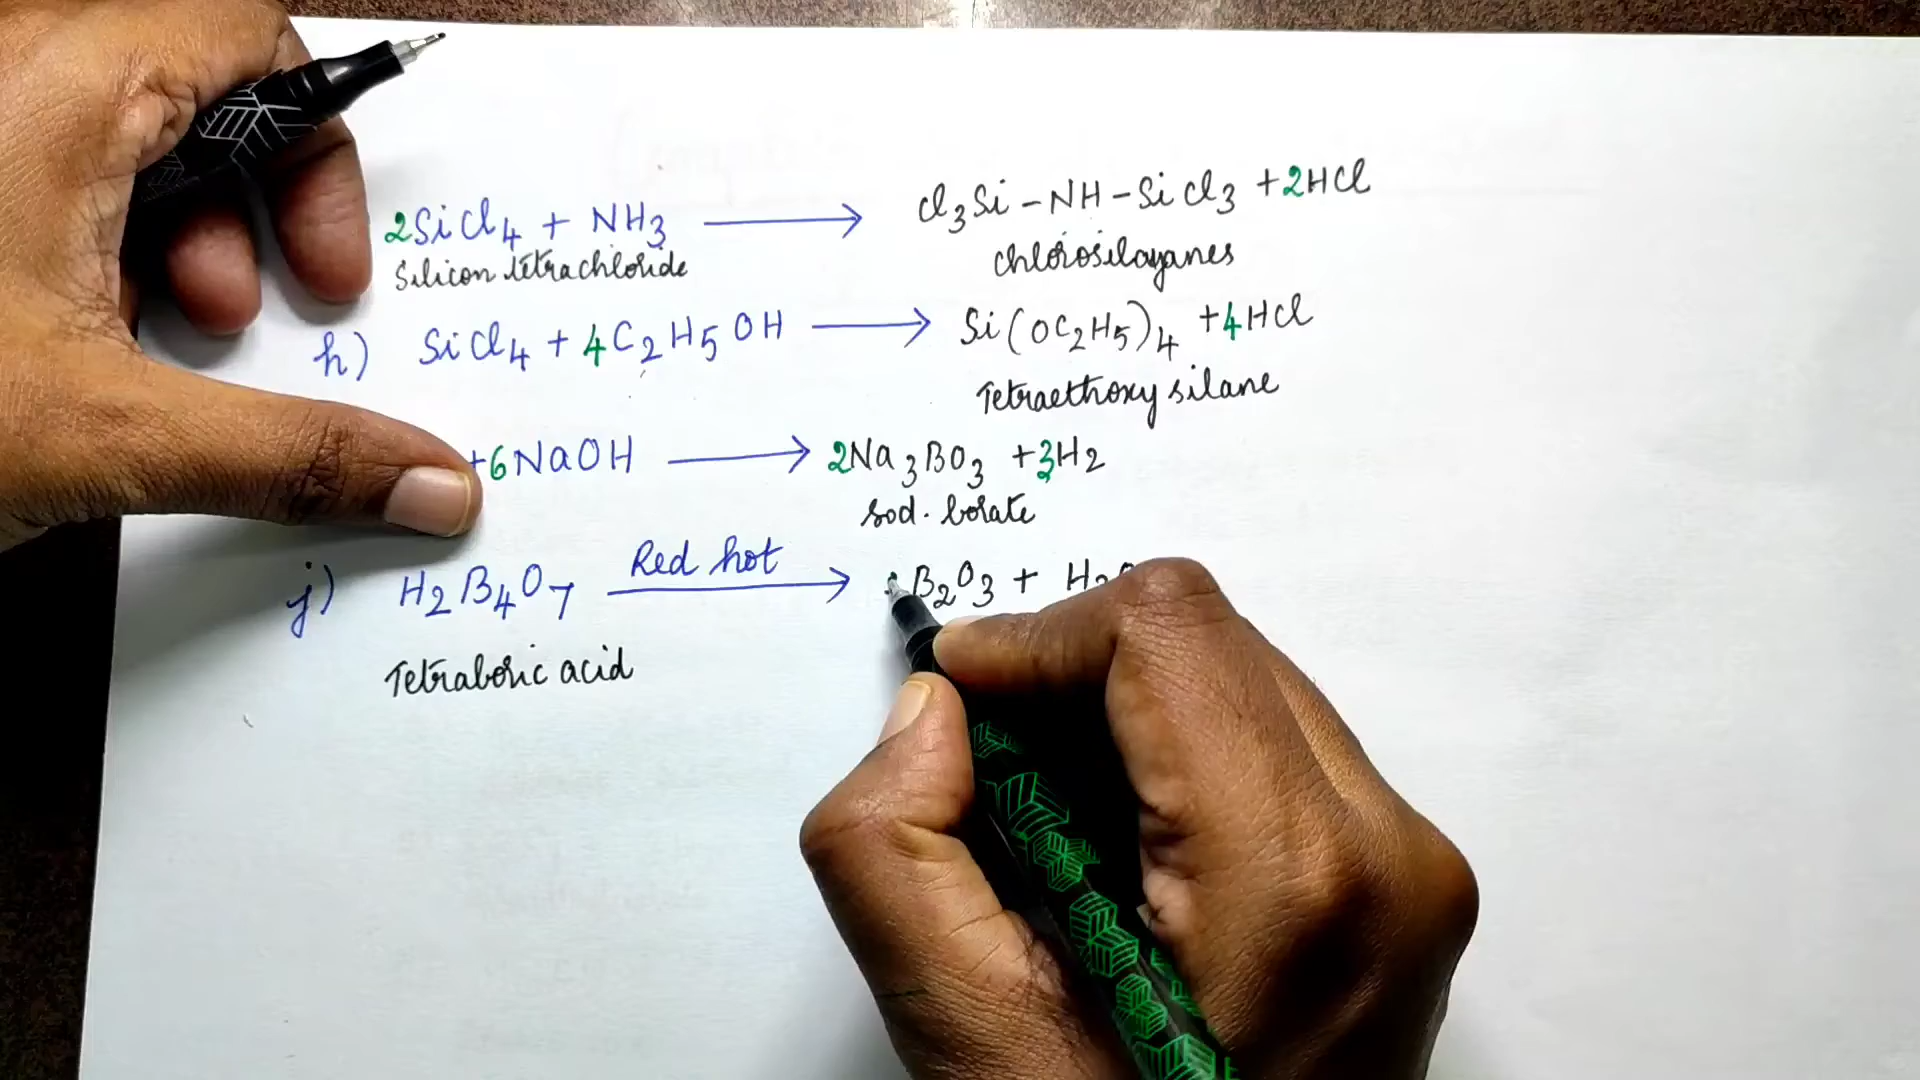 2SiCl4 + NH3 ⟶ Cl3Si – NH – SiCl3 + 2HCl
Silicon tetrachloride chlorosilazanes
h) SiCl4 + 4C2H5OH ⟶ Si(OC2H5)4 + 4HCl
Tetraethoxy silane
+ 6NaOH ⟶ 2Na3BO3 + 3H2
sod. borate
Red hot
j) H2B4O7 ⟶ B2O3 + H2
Tetraboric acid